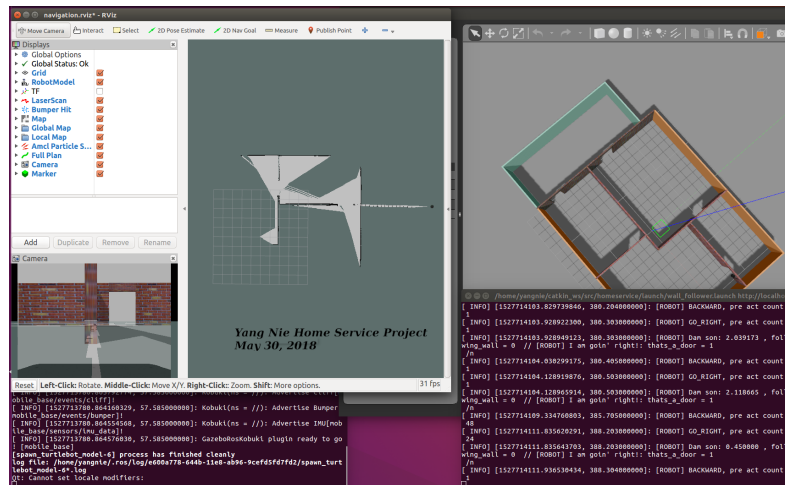 navigation.rviz* - RViz
Move Camera Interact Select 2D Pose Estimate 2D Nav Goal Measure Publish Point
Displays
Global Options
Global Status: Ok
Grid
RobotModel
TF
LaserScan
Bumper Hit
Map
Global Map
Local Map
Amcl Particle S...
Full Plan
Camera
Marker
Add Duplicate Remove Rename
Camera
Yang Nie Home Service Project
May 30, 2018
Reset Left-Click: Rotate. Middle-Click: Move X/Y. Right-Click: Zoom. Shift: More options. 31 fps
obile_base/events/cliff]!
[ INFO] [1527713780.864160329, 57.585000000]: Kobuki(ns = //): Advertise Bumper[
mobile_base/events/bumper]!
[ INFO] [1527713780.864554568, 57.585000000]: Kobuki(ns = //): Advertise IMU[mob
ile_base/sensors/imu_data]!
[ INFO] [1527713780.864576030, 57.585000000]: GazeboRosKobuki plugin ready to go
! [mobile_base]
[spawn_turtlebot_model-6] process has finished cleanly
log file: /home/yangnie/.ros/log/e600a778-644b-11e8-ab96-9cefd5fd7fd2/spawn_turt
lebot_model-6*.log
Qt: Cannot set locale modifiers:
/home/yangnie/catkin_ws/src/homeservice/launch/wall_follower.launch http://localho
[ INFO] [1527714103.829739846, 380.204000000]: [ROBOT] BACKWARD, pre act count
1
[ INFO] [1527714103.928922300, 380.303000000]: [ROBOT] GO_RIGHT, pre act count
1
[ INFO] [1527714103.928949123, 380.303000000]: [ROBOT] Dam son: 2.039173 , foll
wing_wall = 0 // [ROBOT] I am goin' right!: thats_a_door = 1
/n
[ INFO] [1527714104.030299175, 380.405000000]: [ROBOT] BACKWARD, pre act count
1
[ INFO] [1527714104.128919876, 380.503000000]: [ROBOT] GO_RIGHT, pre act count
1
[ INFO] [1527714104.128965914, 380.503000000]: [ROBOT] Dam son: 2.118665 , foll
wing_wall = 0 // [ROBOT] I am goin' right!: thats_a_door = 1
/n
[ INFO] [1527714109.334760803, 385.705000000]: [ROBOT] BACKWARD, pre act count
48
[ INFO] [1527714111.835620291, 388.203000000]: [ROBOT] GO_RIGHT, pre act count
24
[ INFO] [1527714111.835643703, 388.203000000]: [ROBOT] Dam son: 0.450000 , foll
wing_wall = 0 // [ROBOT] I am goin' right!: thats_a_door = 1
/n
[ INFO] [1527714111.936530434, 388.304000000]: [ROBOT] BACKWARD, pre act count
1